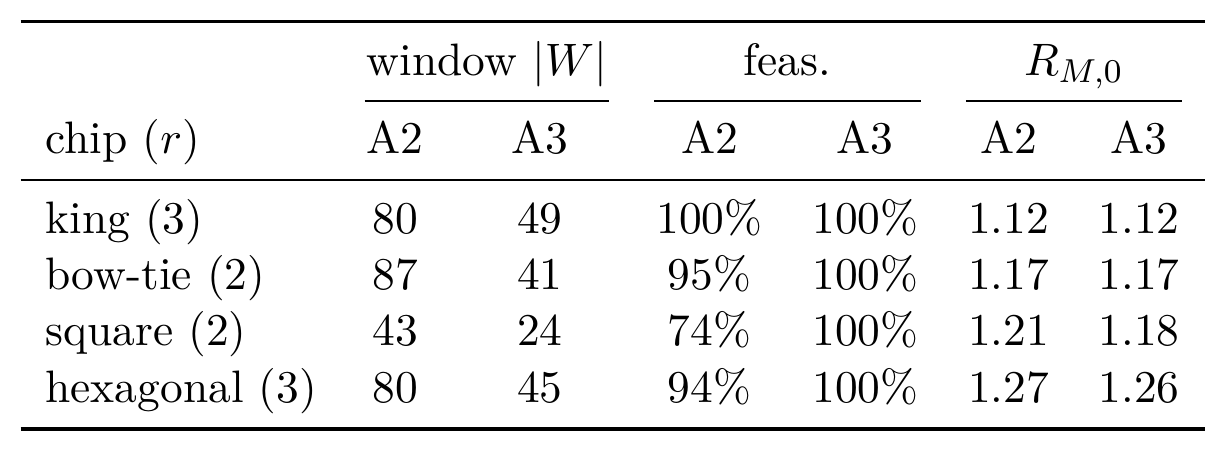 window |W| feas. R_{M,0}
chip (r) A2 A3 A2 A3 A2 A3
king (3) 80 49 100% 100% 1.12 1.12
bow-tie (2) 87 41 95% 100% 1.17 1.17
square (2) 43 24 74% 100% 1.21 1.18
hexagonal (3) 80 45 94% 100% 1.27 1.26